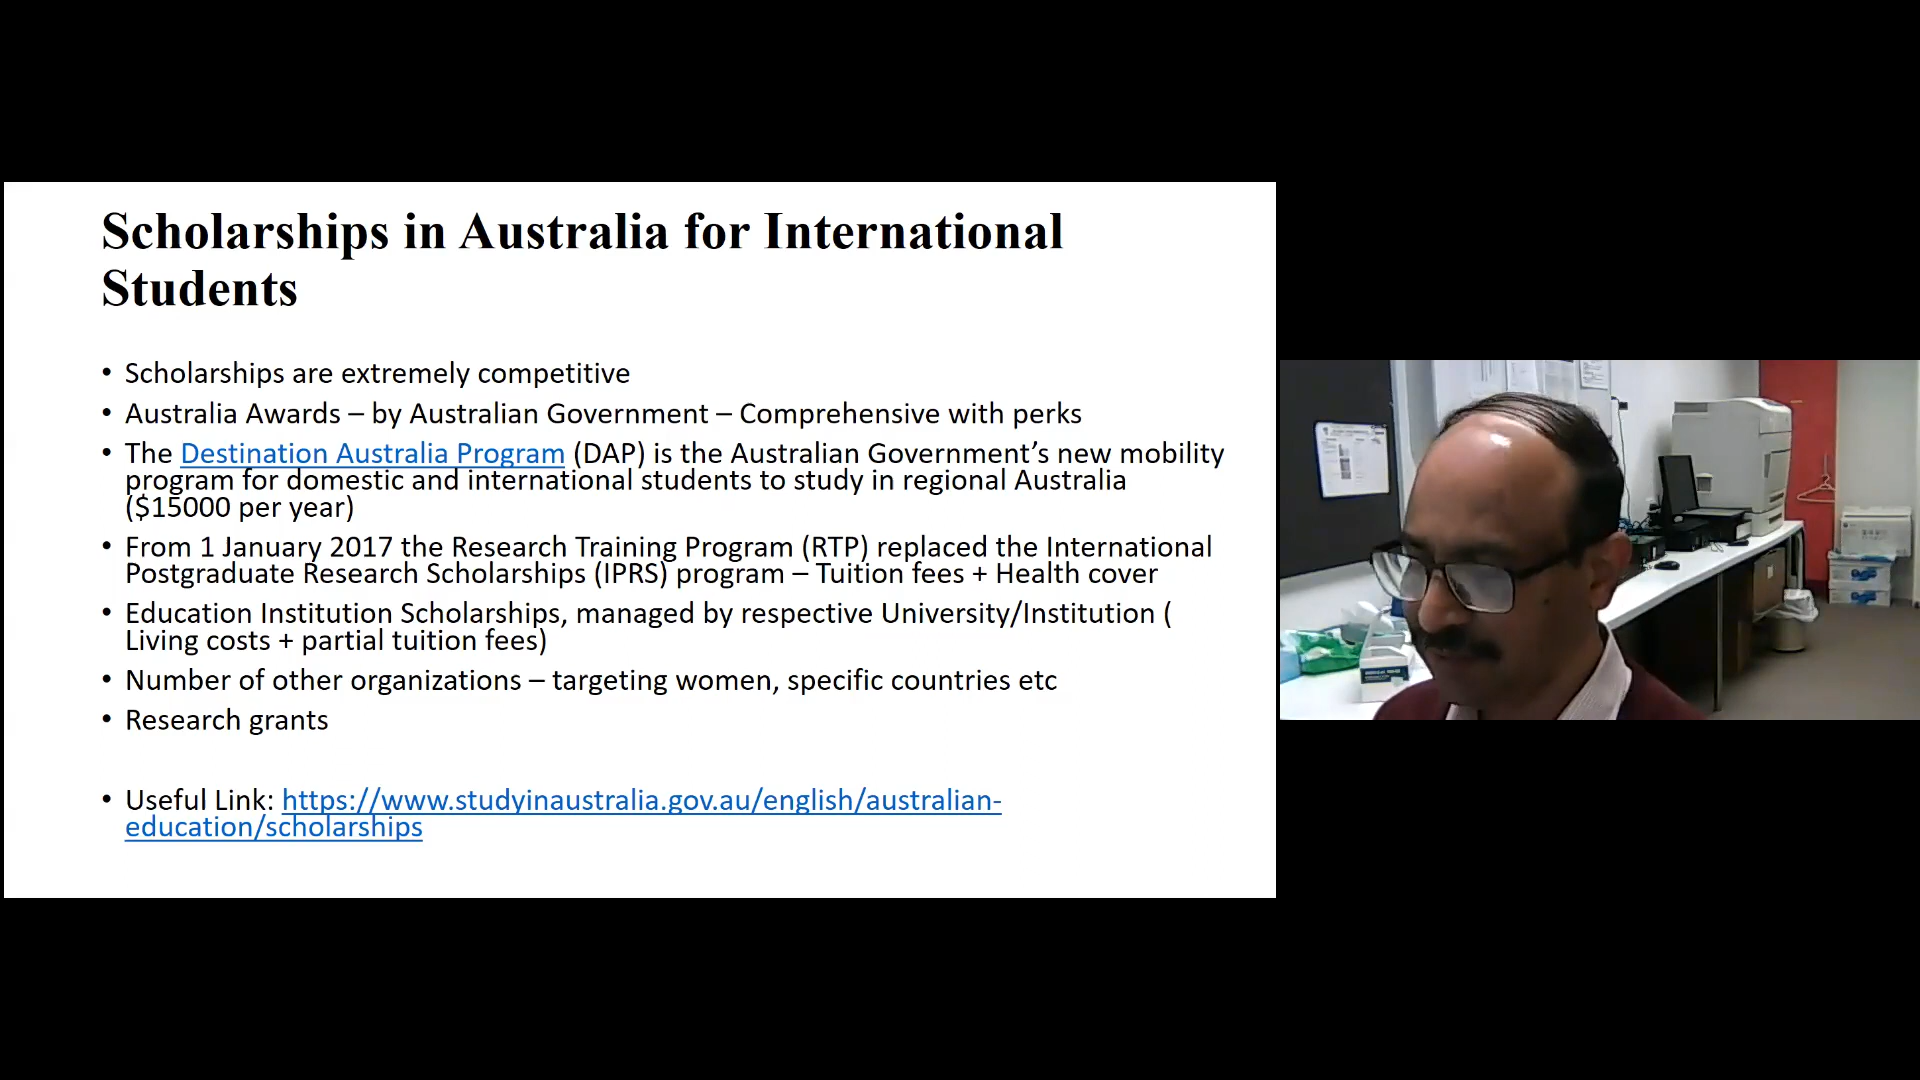 Scholarships in Australia for International
Students
• Scholarships are extremely competitive
• Australia Awards – by Australian Government – Comprehensive with perks
• The Destination Australia Program (DAP) is the Australian Government’s new mobility
program for domestic and international students to study in regional Australia
($15000 per year)
• From 1 January 2017 the Research Training Program (RTP) replaced the International
Postgraduate Research Scholarships (IPRS) program – Tuition fees + Health cover
• Education Institution Scholarships, managed by respective University/Institution (
Living costs + partial tuition fees)
• Number of other organizations – targeting women, specific countries etc
• Research grants
• Useful Link: https://www.studyinaustralia.gov.au/english/australian-
education/scholarships